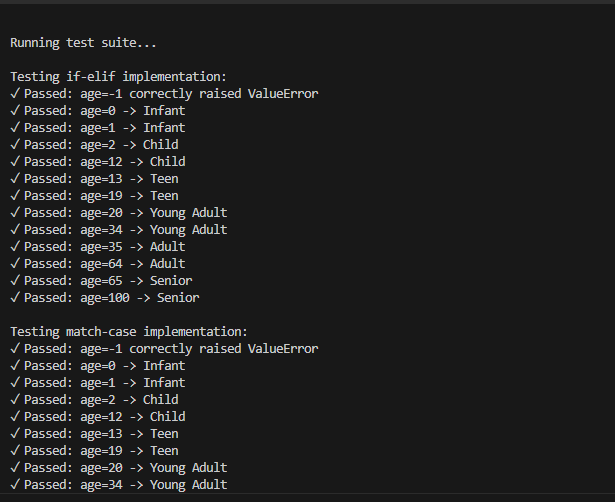 Running test suite...
Testing if-elif implementation:
✓ Passed: age=-1 correctly raised ValueError
✓ Passed: age=0 -> Infant
✓ Passed: age=1 -> Infant
✓ Passed: age=2 -> Child
✓ Passed: age=12 -> Child
✓ Passed: age=13 -> Teen
✓ Passed: age=19 -> Teen
✓ Passed: age=20 -> Young Adult
✓ Passed: age=34 -> Young Adult
✓ Passed: age=35 -> Adult
✓ Passed: age=64 -> Adult
✓ Passed: age=65 -> Senior
✓ Passed: age=100 -> Senior
Testing match-case implementation:
✓ Passed: age=-1 correctly raised ValueError
✓ Passed: age=0 -> Infant
✓ Passed: age=1 -> Infant
✓ Passed: age=2 -> Child
✓ Passed: age=12 -> Child
✓ Passed: age=13 -> Teen
✓ Passed: age=19 -> Teen
✓ Passed: age=20 -> Young Adult
✓ Passed: age=34 -> Young Adult